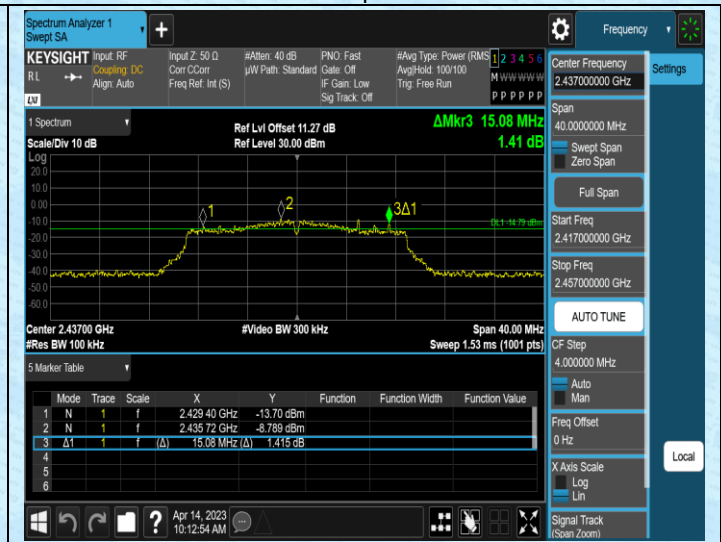 Spectrum Analyzer 1
Swept SA
+
Frequency
KEYSIGHT
Input: RF
Coupling: DC
Align: Auto
Input Z: 50 Ω
Corr CCorr
Freq Ref: Int (S)
#Atten: 40 dB
µW Path: Standard
PNO: Fast
Gate: Off
IF Gain: Low
Sig Track: Off
#Avg Type: Power (RMS
Avg|Hold: 100/100
Trig: Free Run
1 2 3 4 5 6
M W W W W W
P P P P P P
R L
LXI
1 Spectrum
Scale/Div 10 dB
Ref Lvl Offset 11.27 dB
Ref Level 30.00 dBm
ΔMkr3 15.08 MHz
1.41 dB
Log
20.0
10.0
0.00
-10.0
-20.0
-30.0
-40.0
-50.0
-60.0
1
2
3Δ1
DL1 -14.79 dBm
Center 2.43700 GHz
#Res BW 100 kHz
#Video BW 300 kHz
Span 40.00 MHz
Sweep 1.53 ms (1001 pts)
5 Marker Table
Mode Trace Scale X Y Function Function Width Function Value
1 N 1 f 2.429 40 GHz -13.70 dBm
2 N 1 f 2.435 72 GHz -8.789 dBm
3 Δ1 1 f (Δ) 15.08 MHz (Δ) 1.415 dB
4
5
6
Apr 14, 2023
10:12:54 AM
?
Center Frequency
2.437000000 GHz
Span
40.0000000 MHz
Swept Span
Zero Span
Full Span
Start Freq
2.417000000 GHz
Stop Freq
2.457000000 GHz
AUTO TUNE
CF Step
4.000000 MHz
Auto
Man
Freq Offset
0 Hz
X Axis Scale
Log
Lin
Signal Track
(Span Zoom)
Settings
Local